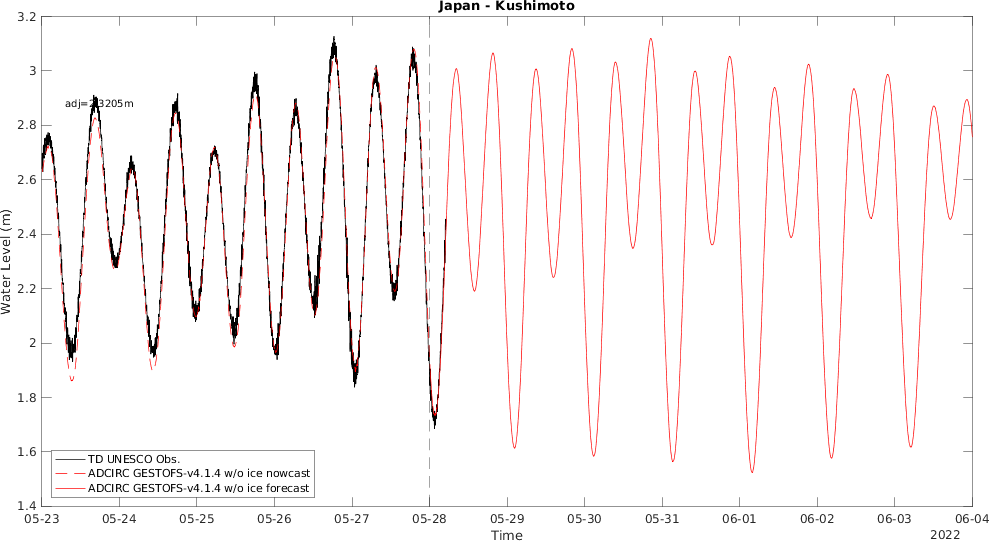 Japan - Kushimoto
3.2
3
2.8
2.6
2.4
2.2
2
1.8
1.6
1.4
Water Level (m)
adj=2.3205m
TD UNESCO Obs.
ADCIRC GESTOFS-v4.1.4 w/o ice nowcast
ADCIRC GESTOFS-v4.1.4 w/o ice forecast
05-23 05-24 05-25 05-26 05-27 05-28 05-29 05-30 05-31 06-01 06-02 06-03 06-04
Time
2022